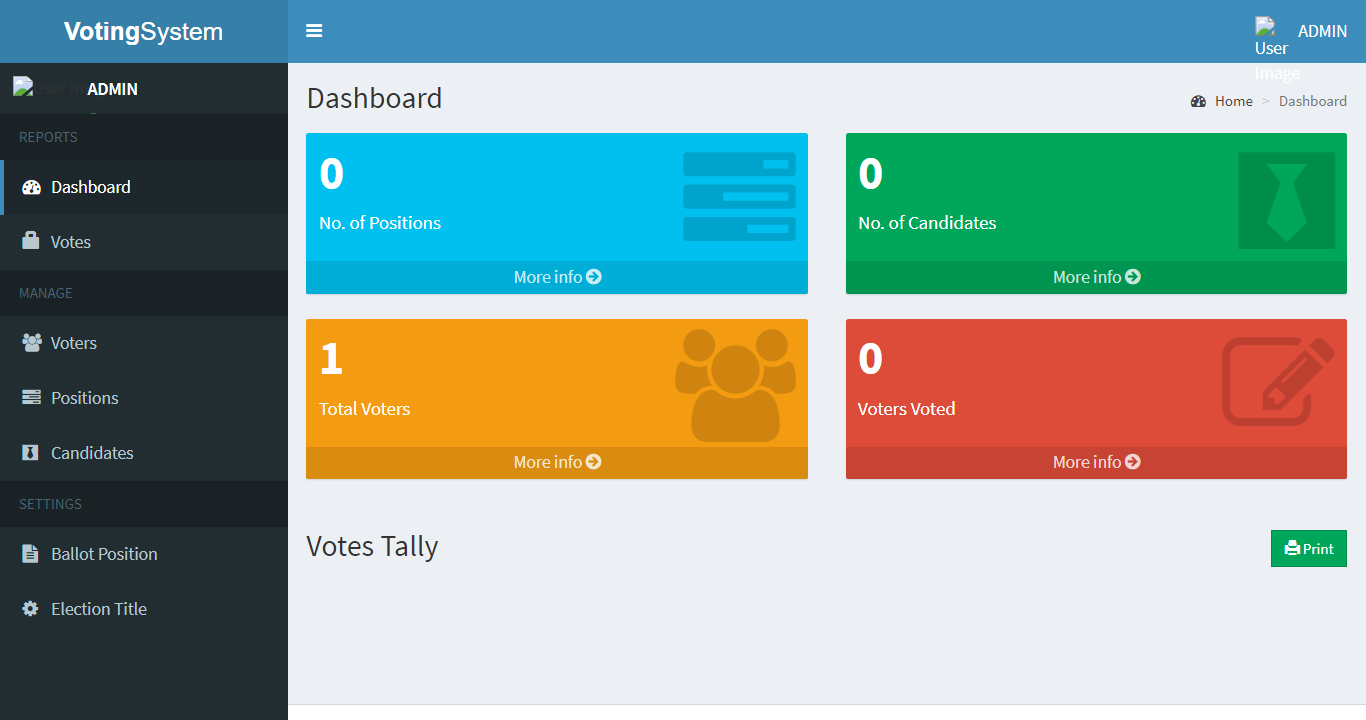 VotingSystem
User Image
ADMIN
ADMIN
REPORTS
Dashboard
Votes
MANAGE
Voters
Positions
Candidates
SETTINGS
Ballot Position
Election Title
Dashboard
Home > Dashboard
0
No. of Positions
More info
0
No. of Candidates
More info
1
Total Voters
More info
0
Voters Voted
More info
Votes Tally
Print